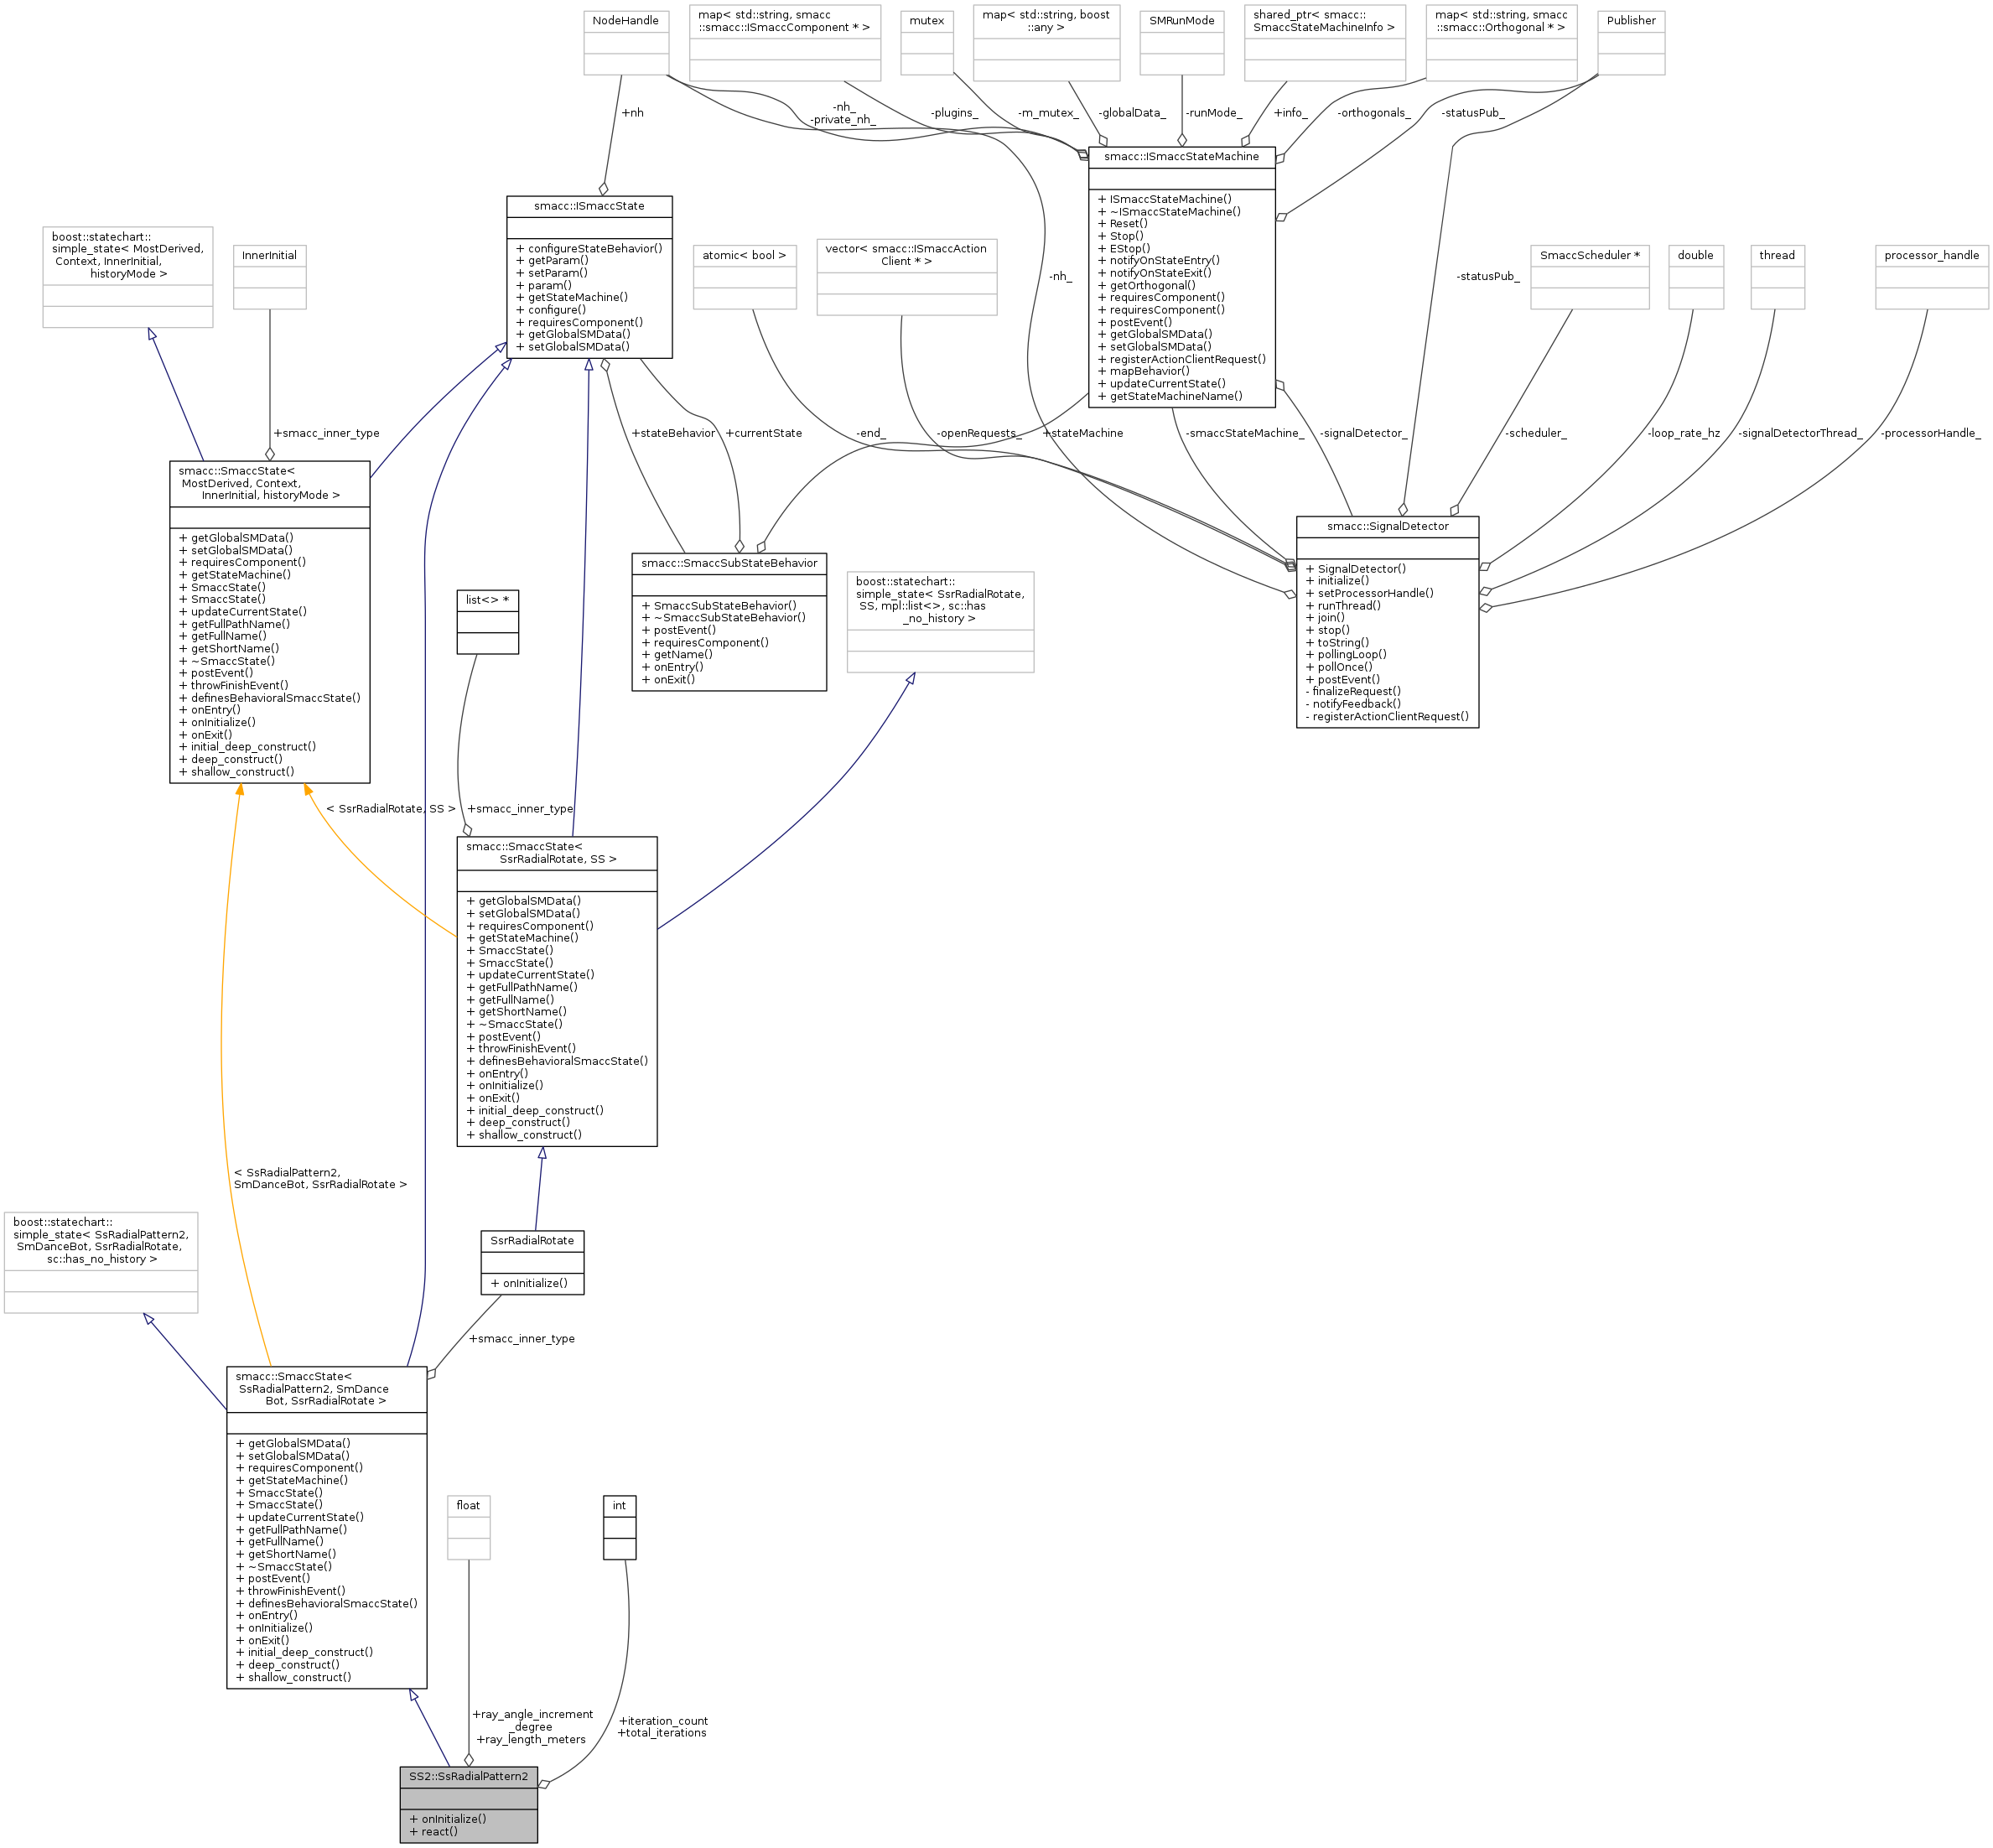 NodeHandle
map< std::string, smacc
::smacc::ISmaccComponent * >
mutex
map< std::string, boost
::any >
SMRunMode
shared_ptr< smacc::
SmaccStateMachineInfo >
map< std::string, smacc
::smacc::Orthogonal * >
Publisher
+nh
-nh_
-private_nh_
-plugins_
-m_mutex_
-globalData_
-runMode_
+info_
-orthogonals_
-statusPub_
smacc::ISmaccStateMachine
+ ISmaccStateMachine()
+ ~ISmaccStateMachine()
+ Reset()
+ Stop()
+ EStop()
+ notifyOnStateEntry()
+ notifyOnStateExit()
+ getOrthogonal()
+ requiresComponent()
+ requiresComponent()
+ postEvent()
+ getGlobalSMData()
+ setGlobalSMData()
+ registerActionClientRequest()
+ mapBehavior()
+ updateCurrentState()
+ getStateMachineName()
smacc::ISmaccState
+ configureStateBehavior()
+ getParam()
+ setParam()
+ param()
+ getStateMachine()
+ configure()
+ requiresComponent()
+ getGlobalSMData()
+ setGlobalSMData()
boost::statechart::
simple_state< MostDerived,
Context, InnerInitial,
historyMode >
InnerInitial
atomic< bool >
vector< smacc::ISmaccAction
Client * >
-nh_
-statusPub_
SmaccScheduler *
double
thread
processor_handle
+smacc_inner_type
+stateBehavior
+currentState
-end_
-openRequests_
+stateMachine
-smaccStateMachine_
-signalDetector_
-scheduler_
-loop_rate_hz
-signalDetectorThread_
-processorHandle_
smacc::SmaccState<
MostDerived, Context,
InnerInitial, historyMode >
+ getGlobalSMData()
+ setGlobalSMData()
+ requiresComponent()
+ getStateMachine()
+ SmaccState()
+ SmaccState()
+ updateCurrentState()
+ getFullPathName()
+ getFullName()
+ getShortName()
+ ~SmaccState()
+ postEvent()
+ throwFinishEvent()
+ definesBehavioralSmaccState()
+ onEntry()
+ onInitialize()
+ onExit()
+ initial_deep_construct()
+ deep_construct()
+ shallow_construct()
list<> *
smacc::SmaccSubStateBehavior
+ SmaccSubStateBehavior()
+ ~SmaccSubStateBehavior()
+ postEvent()
+ requiresComponent()
+ getName()
+ onEntry()
+ onExit()
boost::statechart::
simple_state< SsrRadialRotate,
SS, mpl::list<>, sc::has
_no_history >
smacc::SignalDetector
+ SignalDetector()
+ initialize()
+ setProcessorHandle()
+ runThread()
+ join()
+ stop()
+ toString()
+ pollingLoop()
+ pollOnce()
+ postEvent()
- finalizeRequest()
- notifyFeedback()
- registerActionClientRequest()
< SsrRadialRotate, SS >
+smacc_inner_type
smacc::SmaccState<
SsrRadialRotate, SS >
+ getGlobalSMData()
+ setGlobalSMData()
+ requiresComponent()
+ getStateMachine()
+ SmaccState()
+ SmaccState()
+ updateCurrentState()
+ getFullPathName()
+ getFullName()
+ getShortName()
+ ~SmaccState()
+ postEvent()
+ throwFinishEvent()
+ definesBehavioralSmaccState()
+ onEntry()
+ onInitialize()
+ onExit()
+ initial_deep_construct()
+ deep_construct()
+ shallow_construct()
< SsRadialPattern2,
SmDanceBot, SsrRadialRotate >
boost::statechart::
simple_state< SsRadialPattern2,
SmDanceBot, SsrRadialRotate,
sc::has_no_history >
SsrRadialRotate
+ onInitialize()
+smacc_inner_type
smacc::SmaccState<
SsRadialPattern2, SmDance
Bot, SsrRadialRotate >
+ getGlobalSMData()
+ setGlobalSMData()
+ requiresComponent()
+ getStateMachine()
+ SmaccState()
+ SmaccState()
+ updateCurrentState()
+ getFullPathName()
+ getFullName()
+ getShortName()
+ ~SmaccState()
+ postEvent()
+ throwFinishEvent()
+ definesBehavioralSmaccState()
+ onEntry()
+ onInitialize()
+ onExit()
+ initial_deep_construct()
+ deep_construct()
+ shallow_construct()
float
int
+ray_angle_increment
_degree
+ray_length_meters
+iteration_count
+total_iterations
SS2::SsRadialPattern2
+ onInitialize()
+ react()